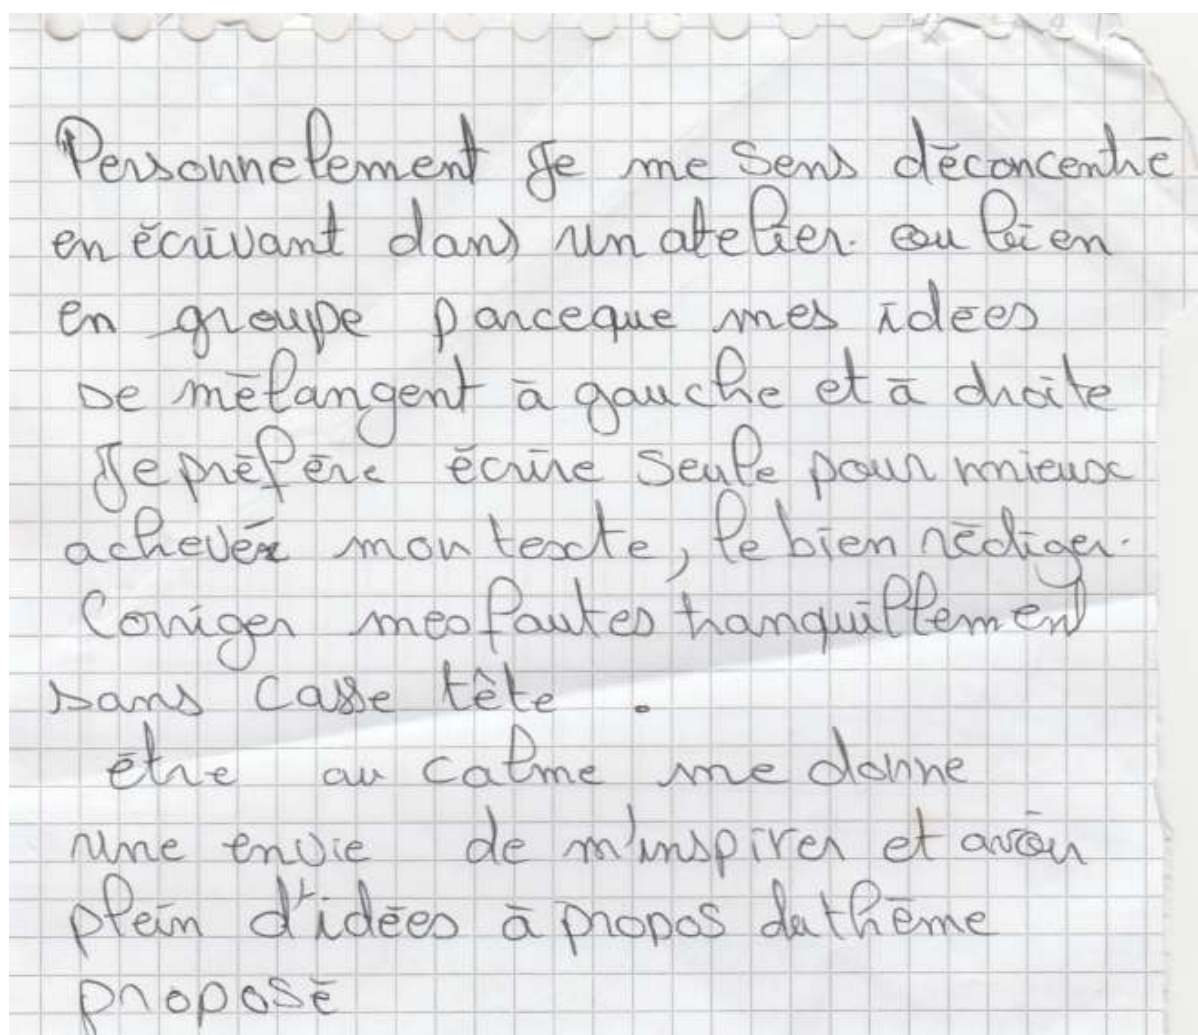 Personnelement Je me Sens déconcentré
en écrivant dans un atelier. ou bien
en groupe parceque mes idées
se mélangent à gauche et à droite
Je préfère écrire Seule pour mieux
achever mon texte, le bien rédiger.
Corriger mes fautes tranquillement
sans casse tête .
être au calme me donne
une envie de m'inspirer et avoir
plein d'idées à propos du thème
proposé